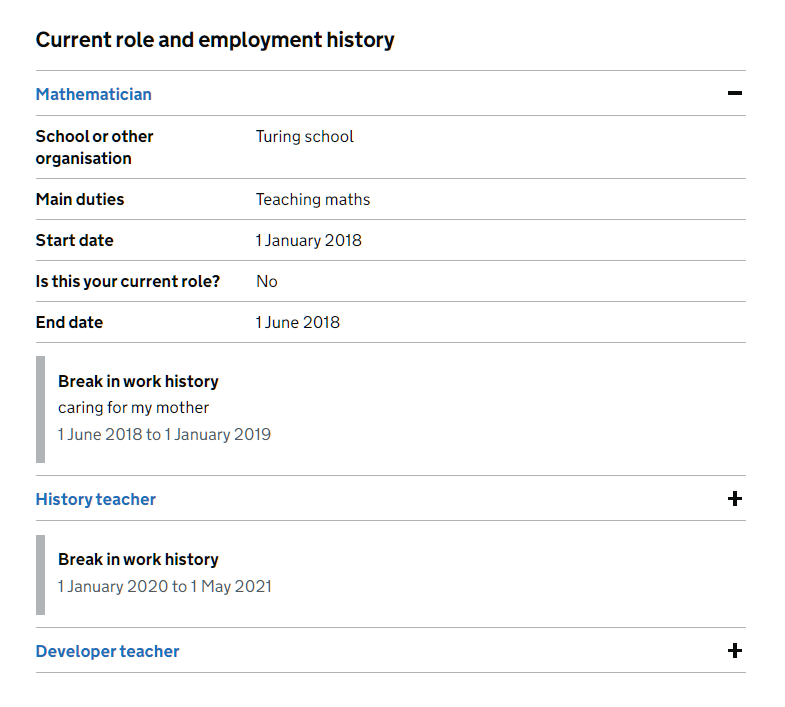 Current role and employment history
Mathematician
School or other
organisation
Turing school
Main duties
Teaching maths
Start date
1 January 2018
Is this your current role?
No
End date
1 June 2018
Break in work history
caring for my mother
1 June 2018 to 1 January 2019
History teacher
Break in work history
1 January 2020 to 1 May 2021
Developer teacher